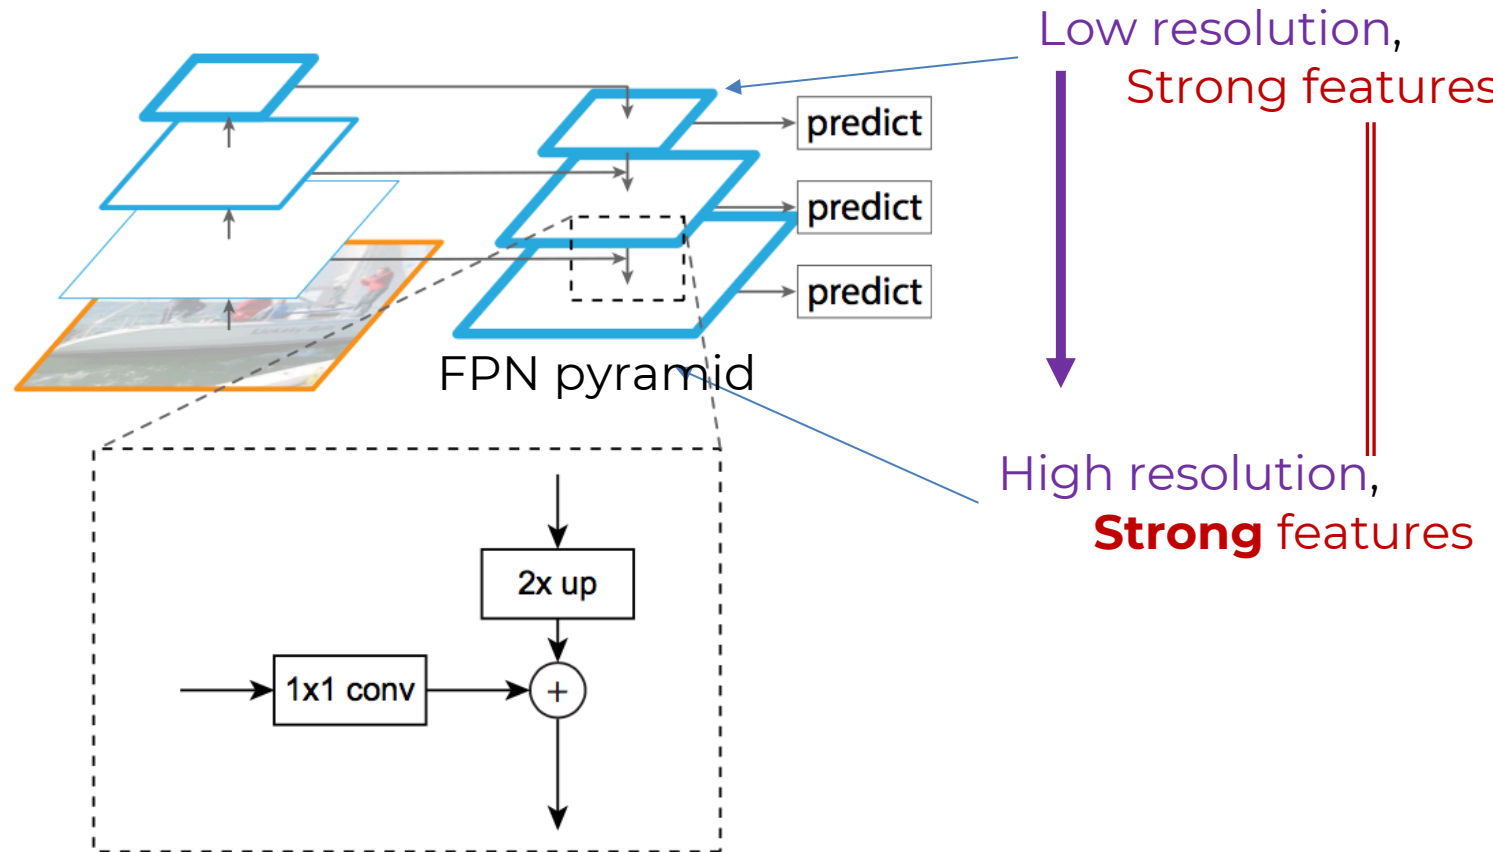 Low resolution,
Strong features
predict
predict
predict
FPN pyramid
High resolution,
Strong features
2x up
1x1 conv
+